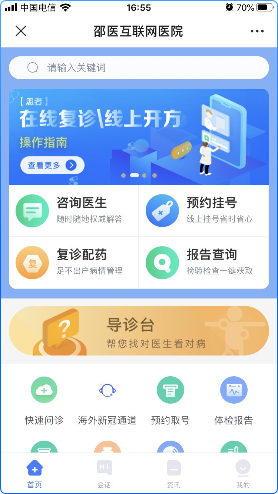 中国电信
16:55
70%
邵医互联网医院
请输入关键词
【患者】
在线复诊\线上开方
操作指南
查看更多
咨询医生
随时随地权威解答
预约挂号
线上挂号省时省心
复诊配药
足不出户病情管理
报告查询
检验检查一键获取
导诊台
帮您找对医生看对病
快速问诊
海外新冠通道
预约取号
体检报告
首页
会话
资讯
我的